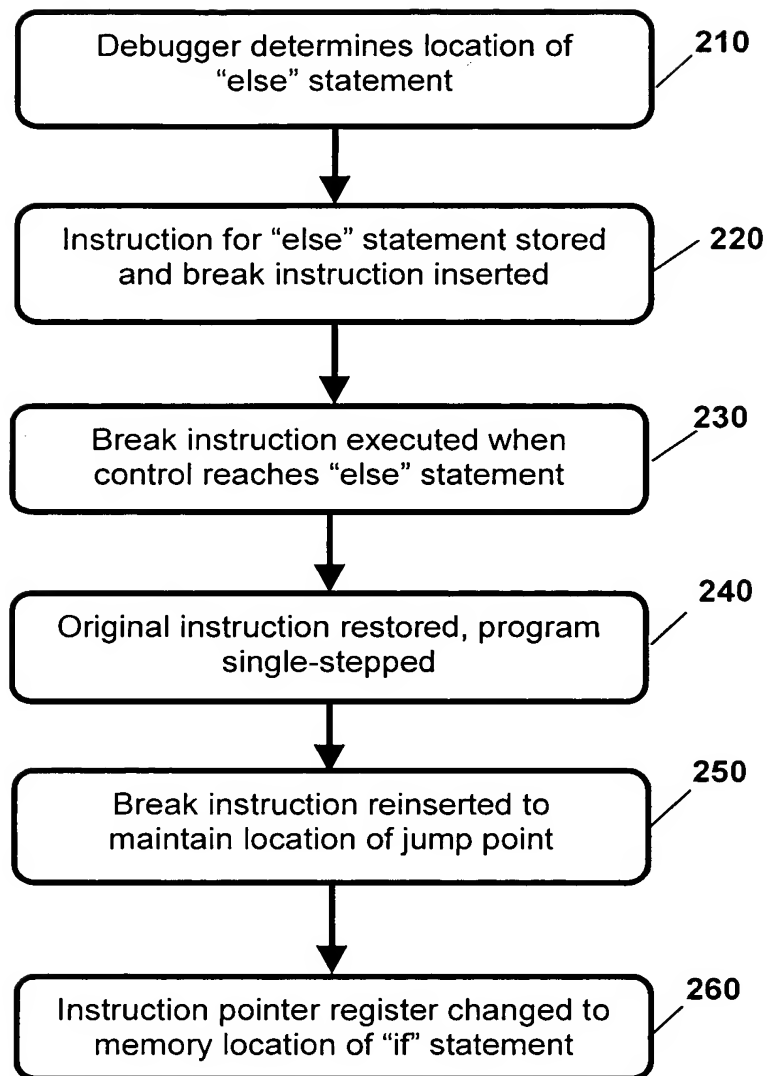 Debugger determines location of
“else” statement
210
Instruction for “else” statement stored
and break instruction inserted
220
Break instruction executed when
control reaches “else” statement
230
Original instruction restored, program
single-stepped
240
Break instruction reinserted to
maintain location of jump point
250
Instruction pointer register changed to
memory location of “if” statement
260